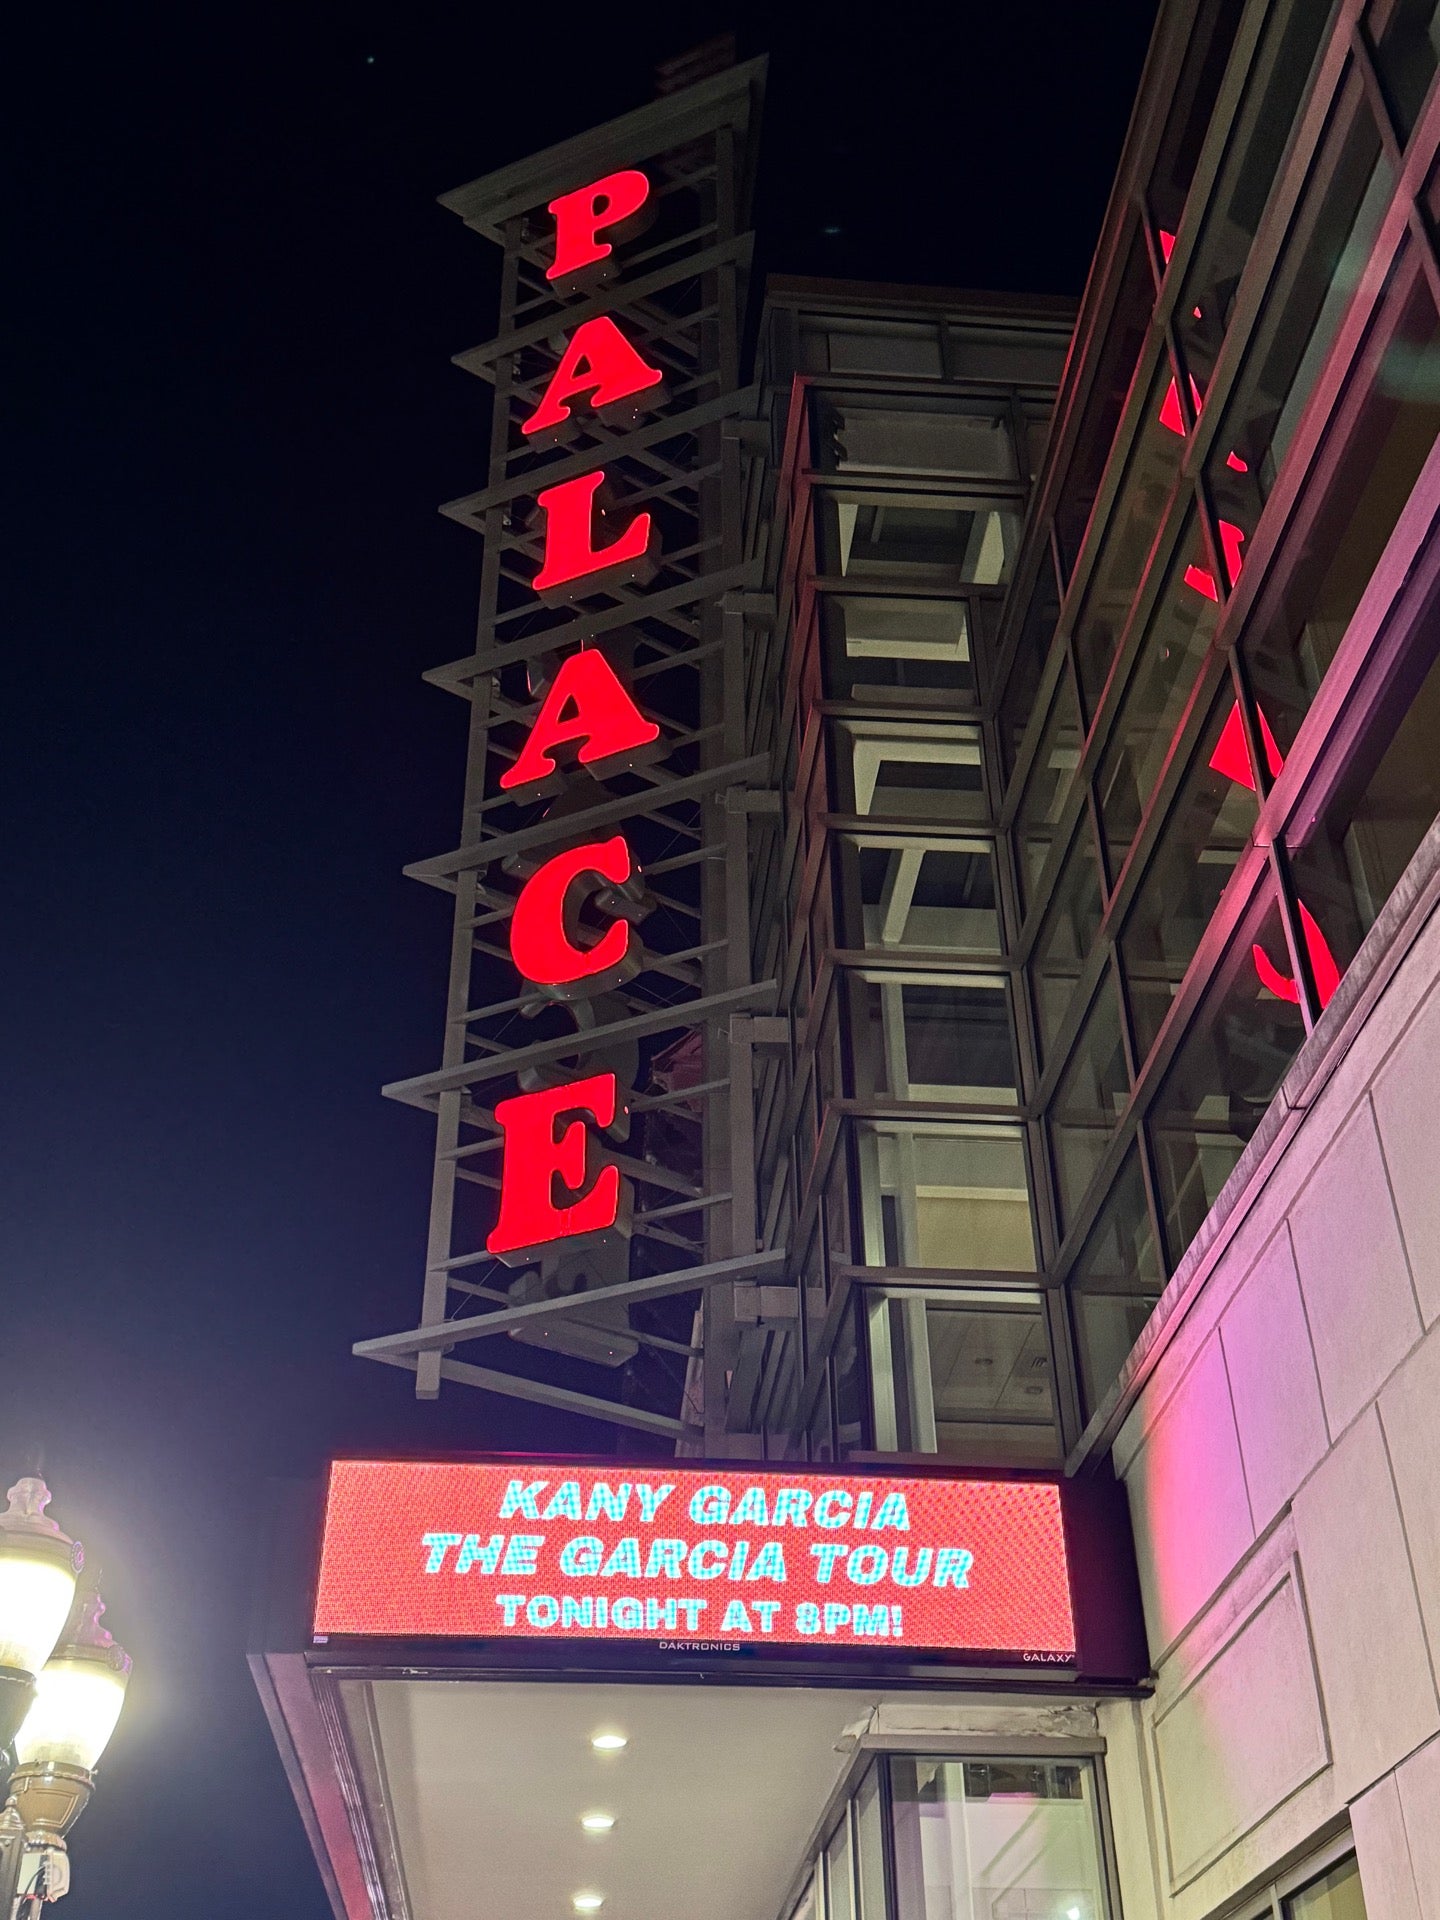 PALACE
KANY GARCIA
THE GARCIA TOUR
TONIGHT AT 8PM!
DAKTRONICS
GALAXY